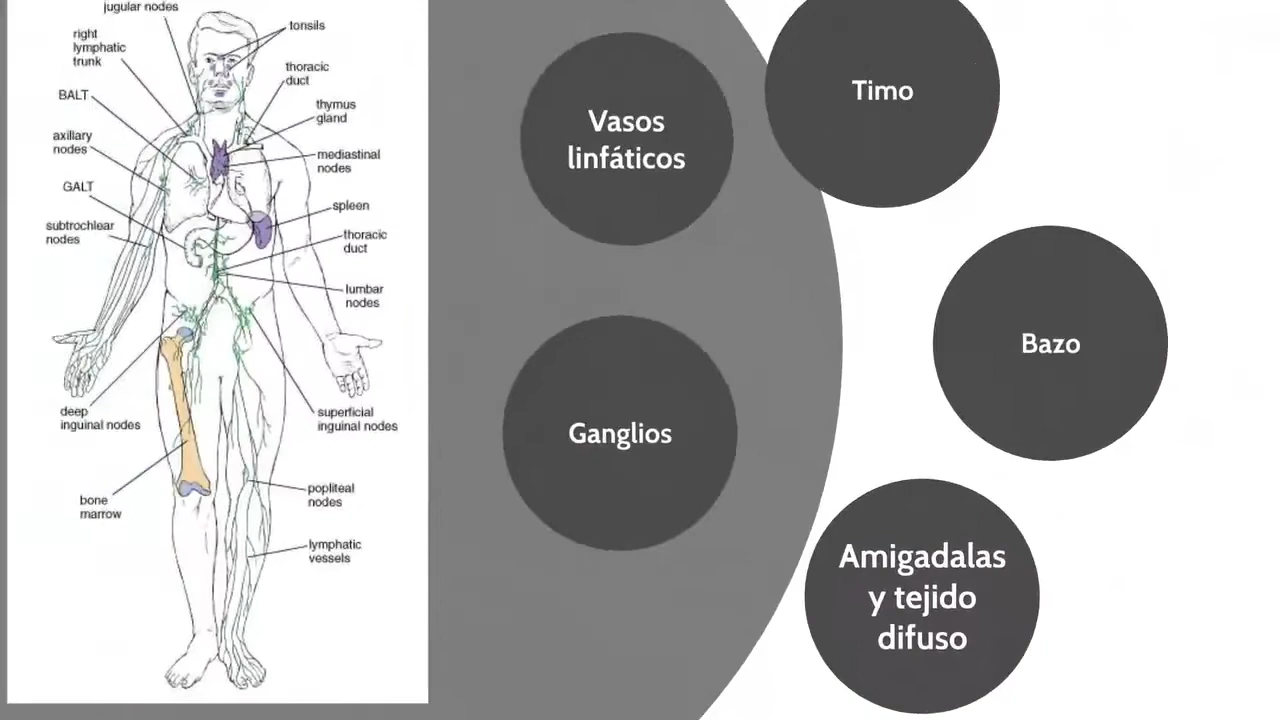 jugular nodes
tonsils
right
lymphatic
trunk
thoracic
duct
BALT
thymus
gland
axillary
nodes
mediastinal
nodes
GALT
spleen
subtrochlear
nodes
thoracic
duct
lumbar
nodes
deep
inguinal nodes
superficial
inguinal nodes
bone
marrow
popliteal
nodes
lymphatic
vessels
Vasos
linfáticos
Timo
Bazo
Ganglios
Amigadalas
y tejido
difuso